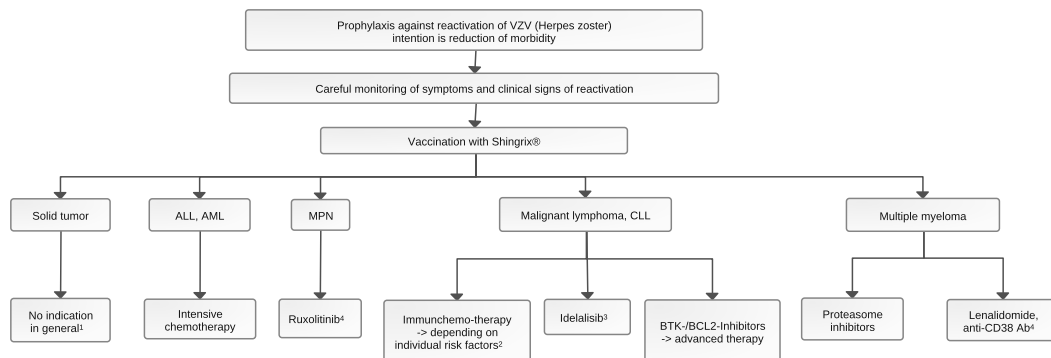 Prophylaxis against reactivation of VZV (Herpes zoster)
intention is reduction of morbidity
Careful monitoring of symptoms and clinical signs of reactivation
Vaccination with Shingrix®
Solid tumor
ALL, AML
MPN
Malignant lymphoma, CLL
Multiple myeloma
No indication
in general¹
Intensive
chemotherapy
Ruxolitinib⁴
Immunchemo-therapy
-> depending on
individual risk factors²
Idelalisib³
BTK-/BCL2-Inhibitors
-> advanced therapy
Proteasome
inhibitors
Lenalidomide,
anti-CD38 Ab⁴